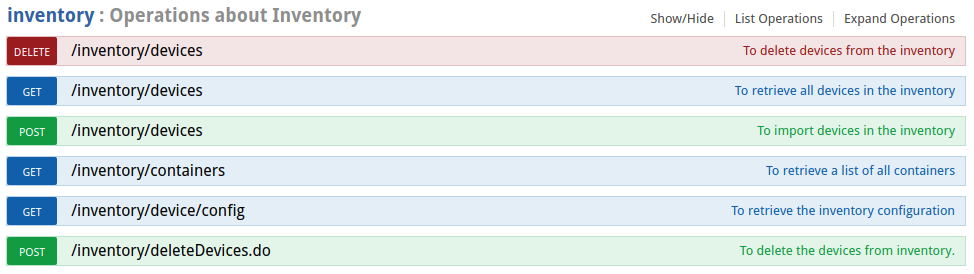 inventory : Operations about Inventory Show/Hide List Operations Expand Operations
DELETE /inventory/devices To delete devices from the inventory
GET /inventory/devices To retrieve all devices in the inventory
POST /inventory/devices To import devices in the inventory
GET /inventory/containers To retrieve a list of all containers
GET /inventory/device/config To retrieve the inventory configuration
POST /inventory/deleteDevices.do To delete the devices from inventory.